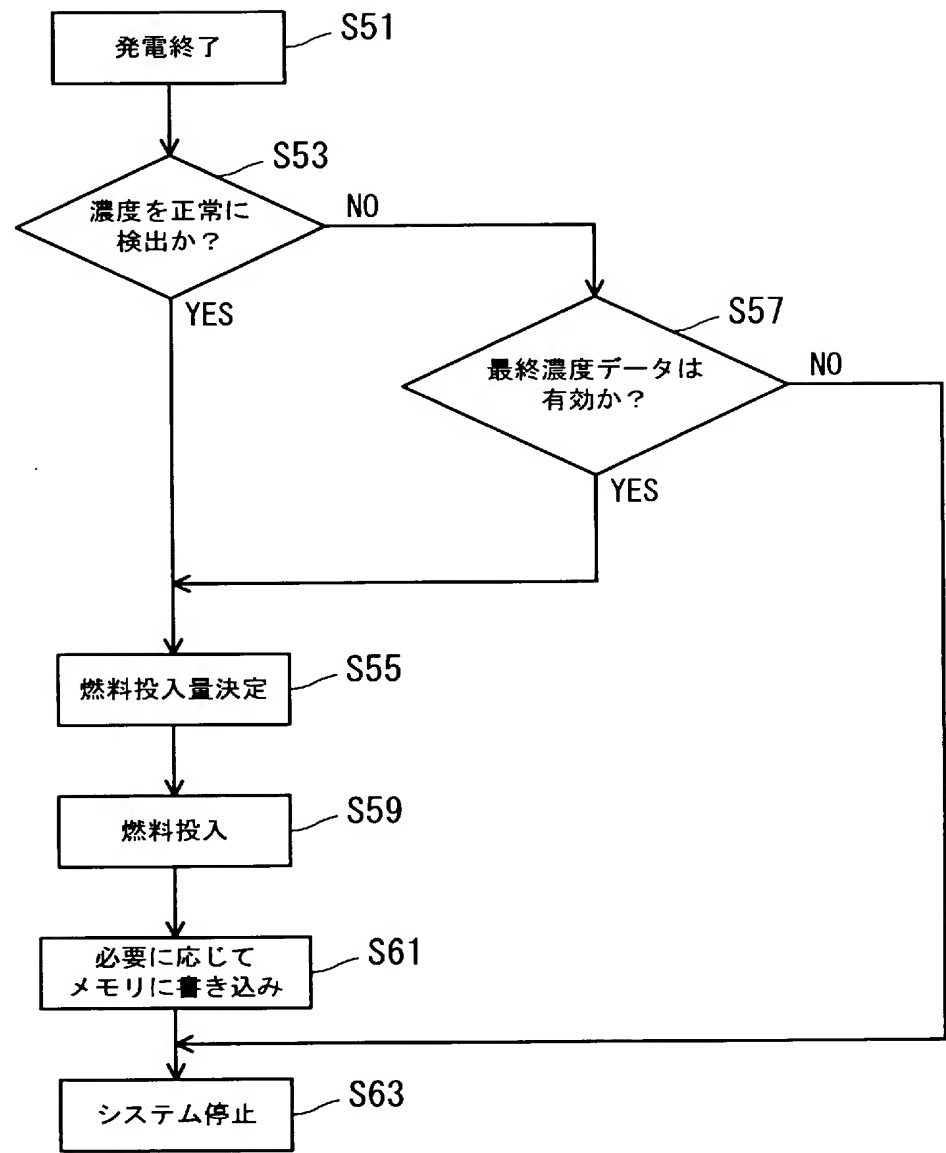 発電終了
S51
S53
濃度を正常に
検出か?
NO
YES
S57
最終濃度データは
有効か?
NO
YES
S55
燃料投入量決定
S59
燃料投入
S61
必要に応じて
メモリに書き込み
S63
システム停止